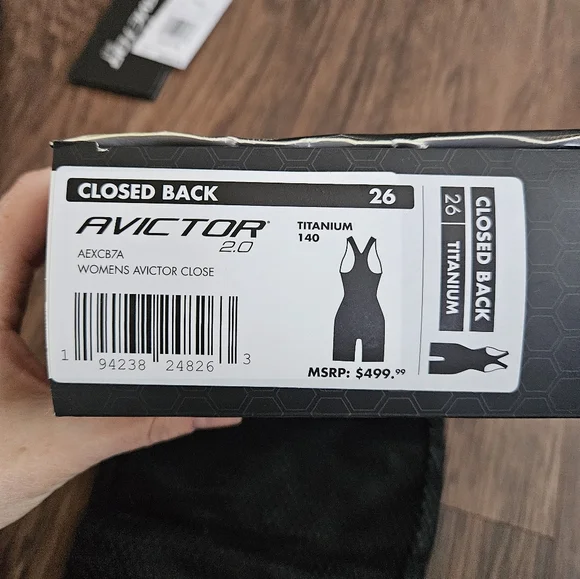 CLOSED BACK 26
AVICTOR®
2.0
AEXCB7A
WOMENS AVICTOR CLOSE
TITANIUM
140
1 94238 24826 3
MSRP: $499.99
CLOSED BACK
26 TITANIUM